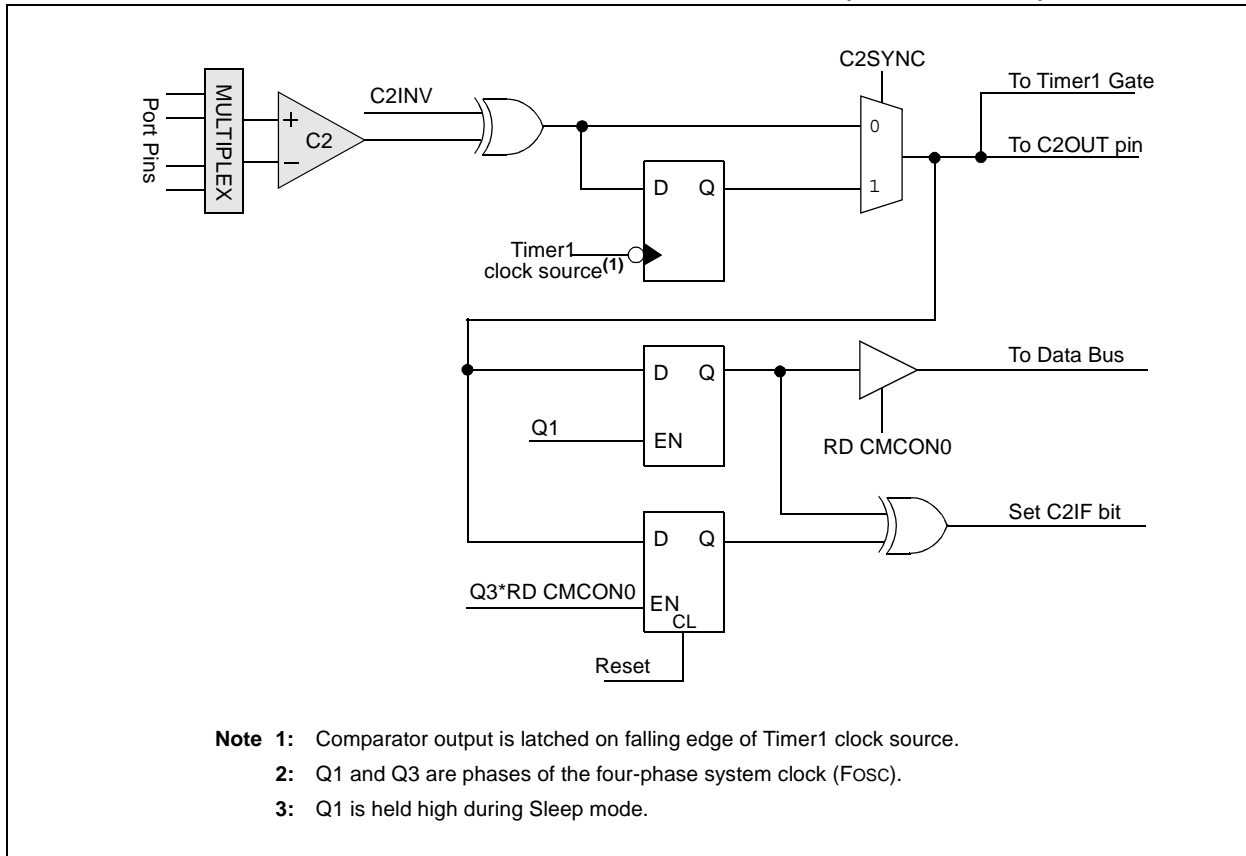 C2SYNC
To Timer1 Gate
C2INV
MULTIPLEX
Port Pins
+
C2
−
0
To C2OUT pin
D Q
1
Timer1
clock source(1)
D Q
To Data Bus
Q1
EN
RD CMCON0
Set C2IF bit
D Q
Q3*RD CMCON0
EN
CL
Reset
Note 1: Comparator output is latched on falling edge of Timer1 clock source.
2: Q1 and Q3 are phases of the four-phase system clock (FOSC).
3: Q1 is held high during Sleep mode.